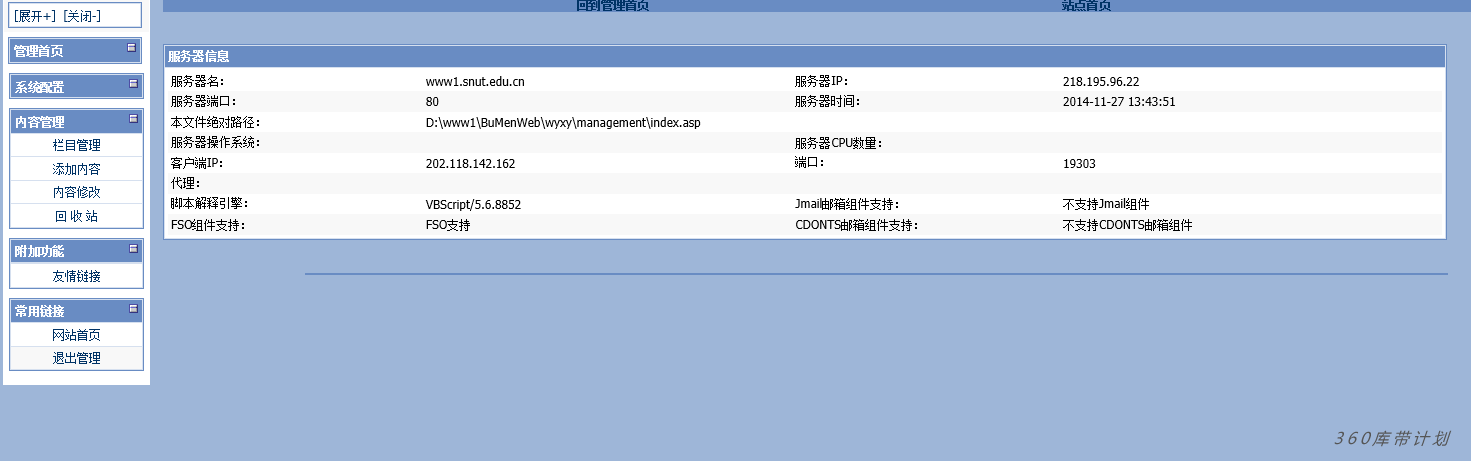 [展开+] [关闭-]
回到管理首页 站点首页
管理首页
系统配置
内容管理
栏目管理
添加内容
内容修改
回 收 站
附加功能
友情链接
常用链接
网站首页
退出管理
服务器信息
服务器名： www1.snut.edu.cn 服务器IP： 218.195.96.22
服务器端口： 80 服务器时间： 2014-11-27 13:43:51
本文件绝对路径： D:\www1\BuMenWeb\wyxy\management\index.asp
服务器操作系统： 服务器CPU数量：
客户端IP： 202.118.142.162 端口： 19303
代理：
脚本解释引擎： VBScript/5.6.8852 Jmail邮箱组件支持： 不支持Jmail组件
FSO组件支持： FSO支持 CDONTS邮箱组件支持： 不支持CDONTS邮箱组件
360库带计划